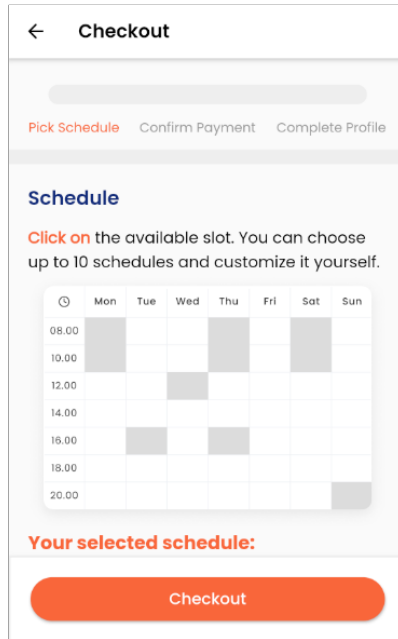 Checkout
Pick Schedule Confirm Payment Complete Profile
Schedule
Click on the available slot. You can choose
up to 10 schedules and customize it yourself.
Mon Tue Wed Thu Fri Sat Sun
08.00
10.00
12.00
14.00
16.00
18.00
20.00
Your selected schedule:
Checkout